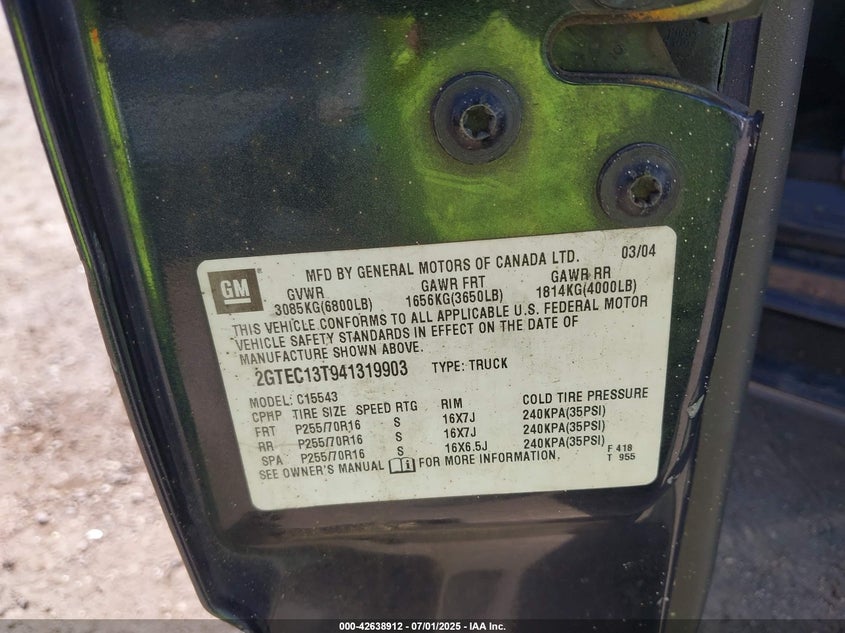 GM
MFD BY GENERAL MOTORS OF CANADA LTD. 03/04
GVWR GAWR FRT GAWR RR
3085KG(6800LB) 1656KG(3650LB) 1814KG(4000LB)
THIS VEHICLE CONFORMS TO ALL APPLICABLE U.S. FEDERAL MOTOR
VEHICLE SAFETY STANDARDS IN EFFECT ON THE DATE OF
MANUFACTURE SHOWN ABOVE.
2GTEC13T941319903 TYPE: TRUCK
MODEL: C15543
CPHP TIRE SIZE SPEED RTG RIM COLD TIRE PRESSURE
FRT P255/70R16 S 16X7J 240KPA(35PSI)
RR P255/70R16 S 16X7J 240KPA(35PSI)
SPA P255/70R16 S 16X6.5J 240KPA(35PSI)
SEE OWNER'S MANUAL FOR MORE INFORMATION.
F 418
T 955
000-42638912 - 07/01/2025 - IAA Inc.